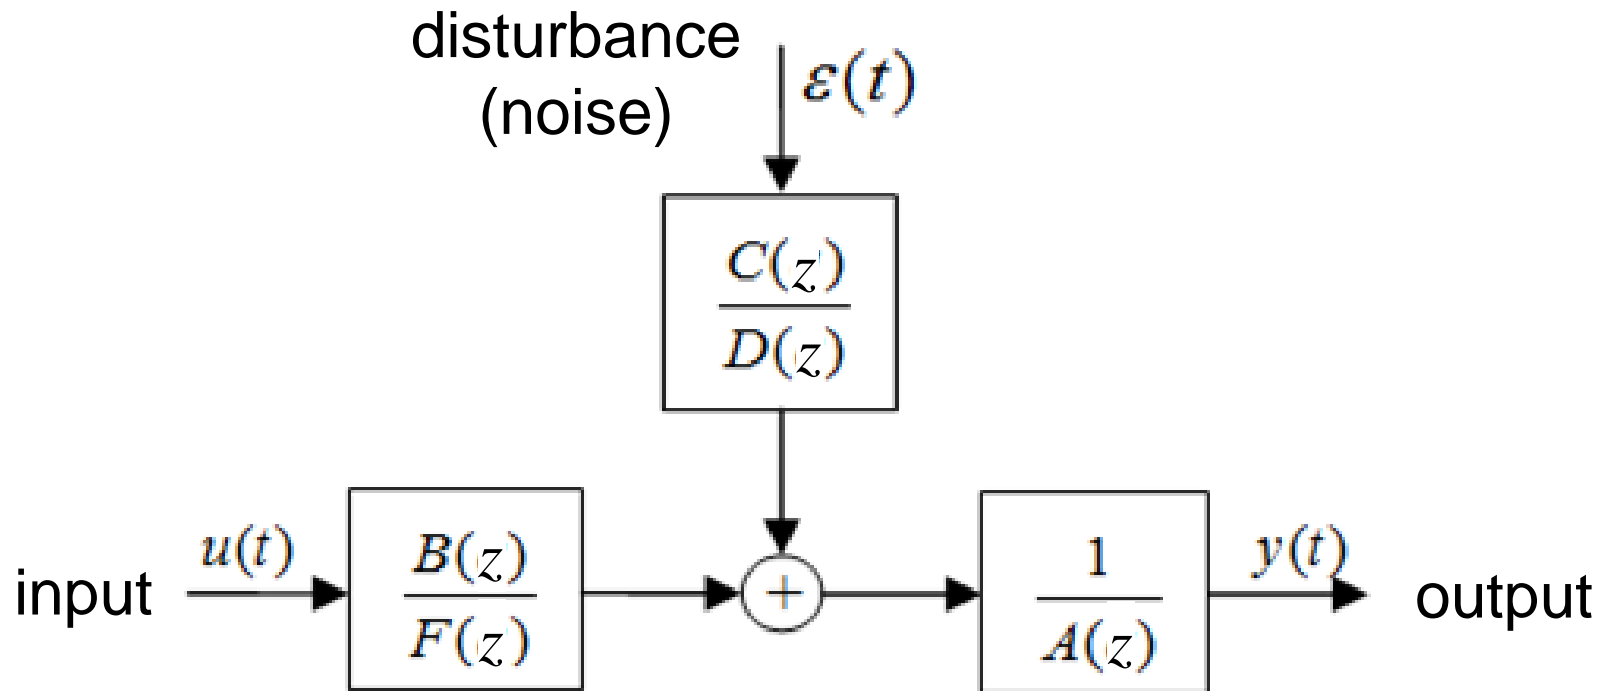 disturbance
(noise)
ε(t)
C(z)
D(z)
input
u(t)
B(z)
F(z)
+
1
A(z)
y(t)
output